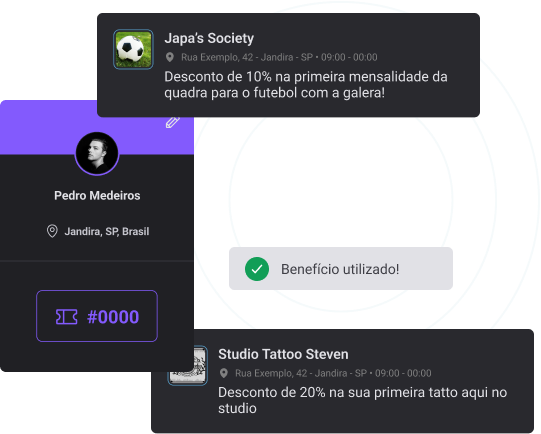 Japa's Society
Rua Exemplo, 42 - Jandira - SP • 09:00 - 00:00
Desconto de 10% na primeira mensalidade da
quadra para o futebol com a galera!
Pedro Medeiros
Jandira, SP, Brasil
#0000
Benefício utilizado!
Studio Tattoo Steven
Rua Exemplo, 42 - Jandira - SP • 09:00 - 00:00
Desconto de 20% na sua primeira tatto aqui no
studio